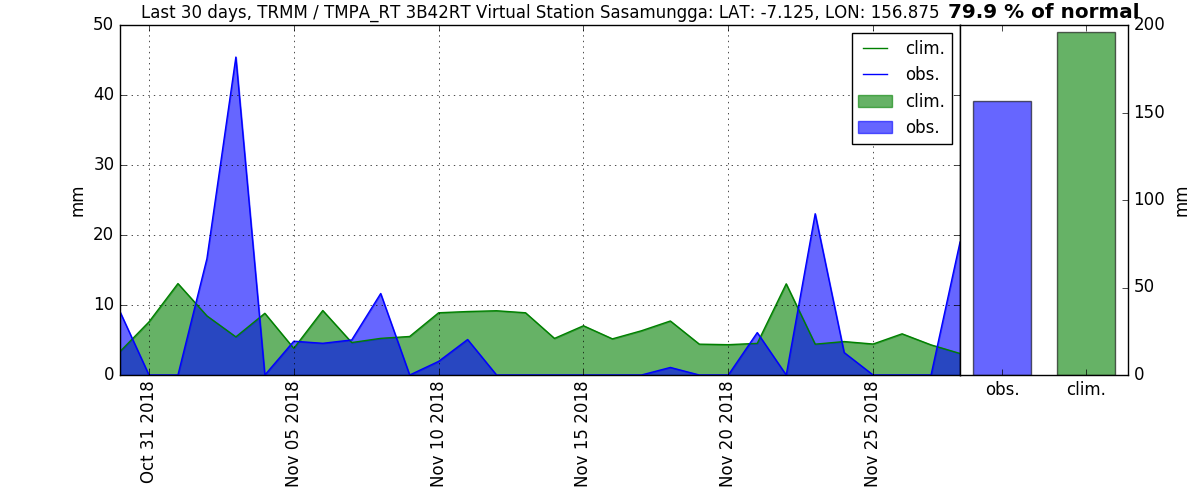 Last 30 days, TRMM / TMPA_RT 3B42RT Virtual Station Sasamungga: LAT: -7.125, LON: 156.875
79.9 % of normal
50
40
30
20
10
0
mm
clim.
obs.
clim.
obs.
200
150
100
50
0
mm
Oct 31 2018
Nov 05 2018
Nov 10 2018
Nov 15 2018
Nov 20 2018
Nov 25 2018
obs.
clim.